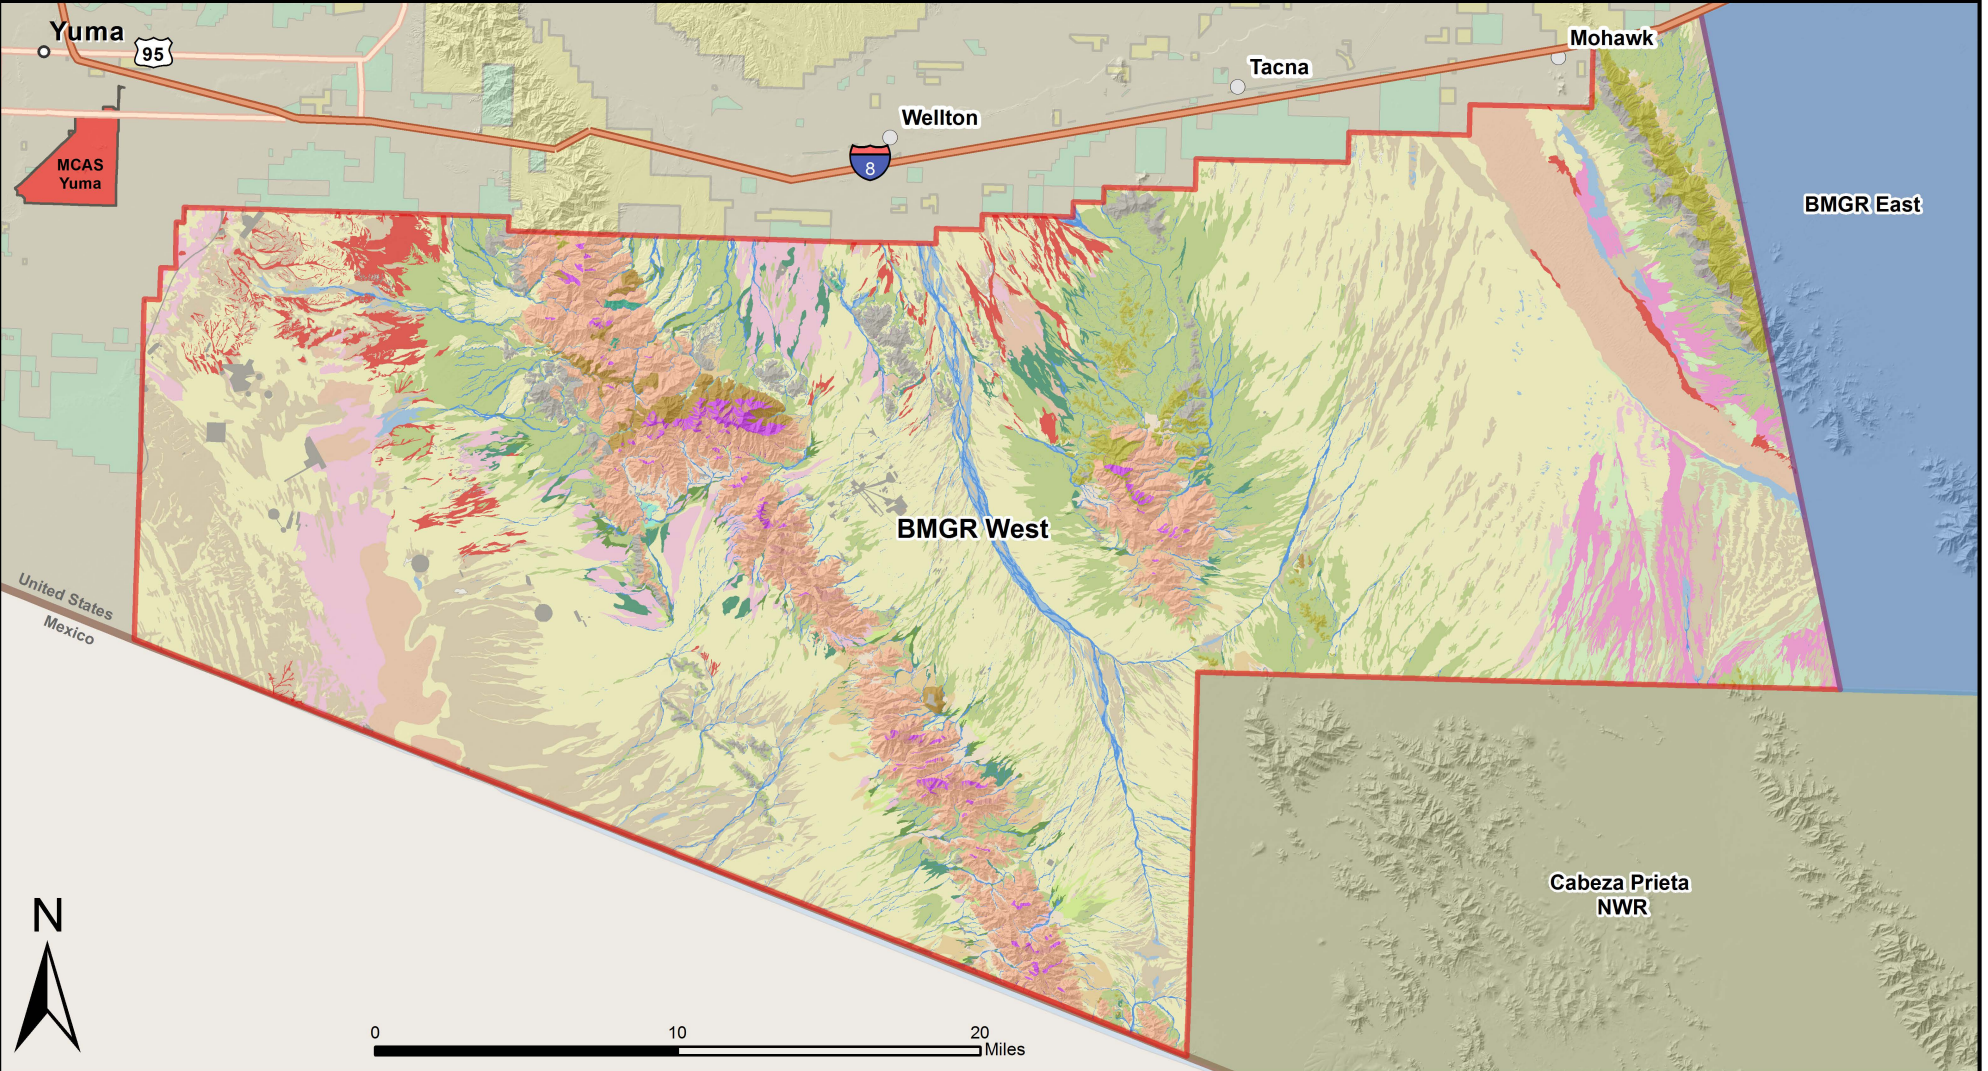 Yuma
95
Mohawk
Tacna
Wellton
8
MCAS
Yuma
BMGR East
BMGR West
United States
Mexico
Cabeza Prieta
NWR
N
0 10 20
Miles